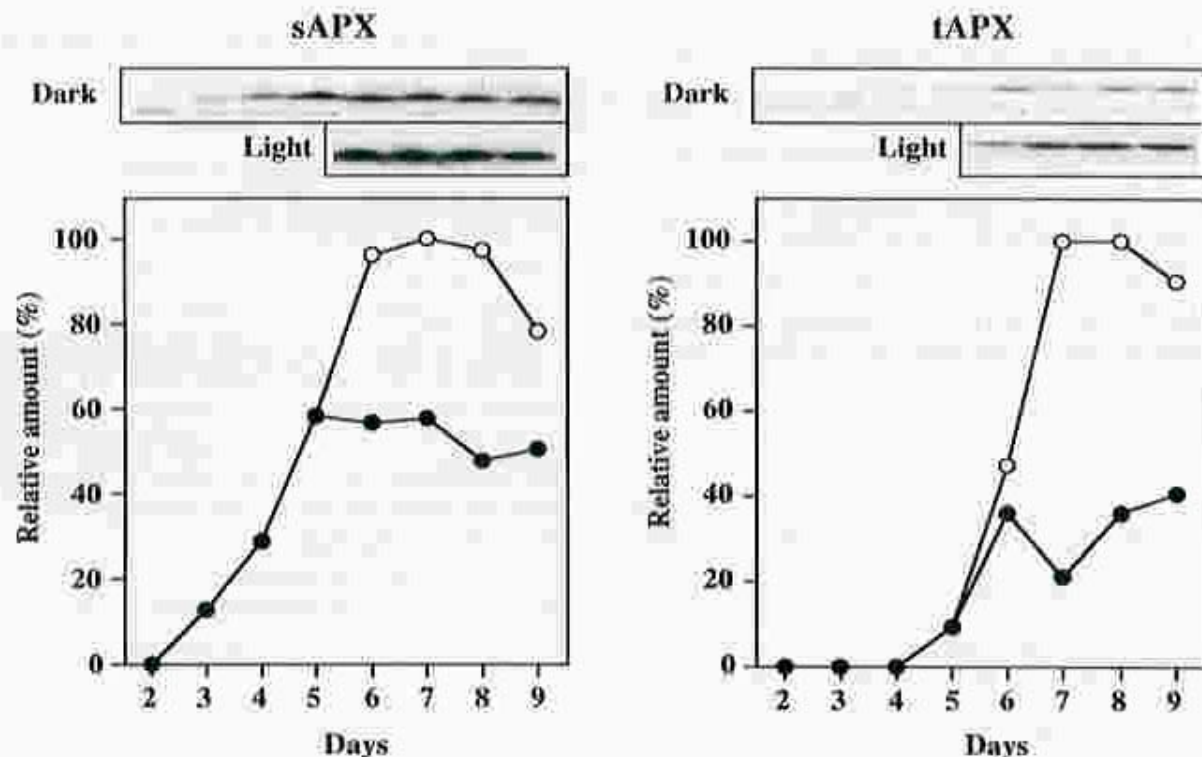 sAPX
Dark
Light
Relative amount (%)
100
80
60
40
20
0
2 3 4 5 6 7 8 9
Days
tAPX
Dark
Light
Relative amount (%)
100
80
60
40
20
0
2 3 4 5 6 7 8 9
Days